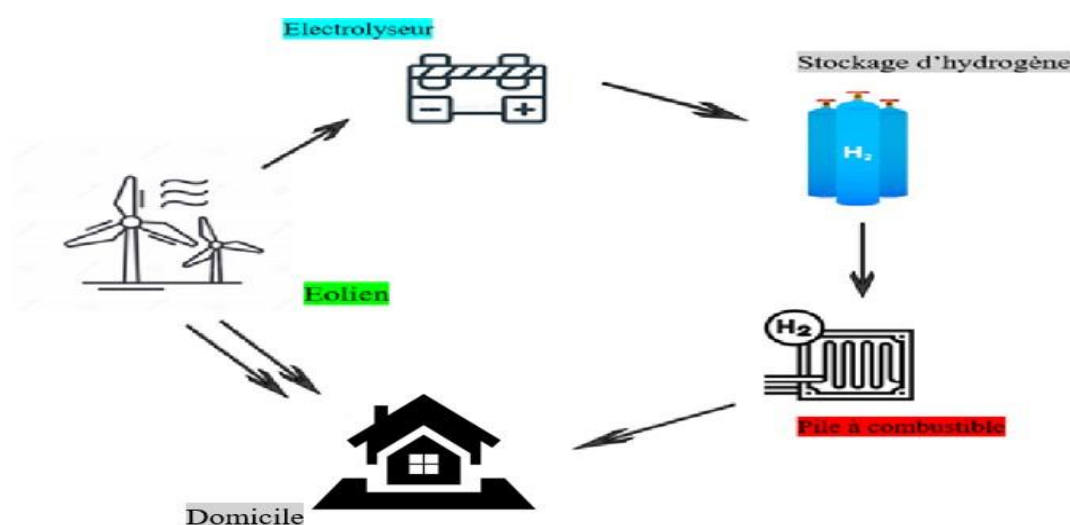 Electrolyseur
Stockage d'hydrogène
H₂
Eolien
H₂
Pile à combustible
Domicile